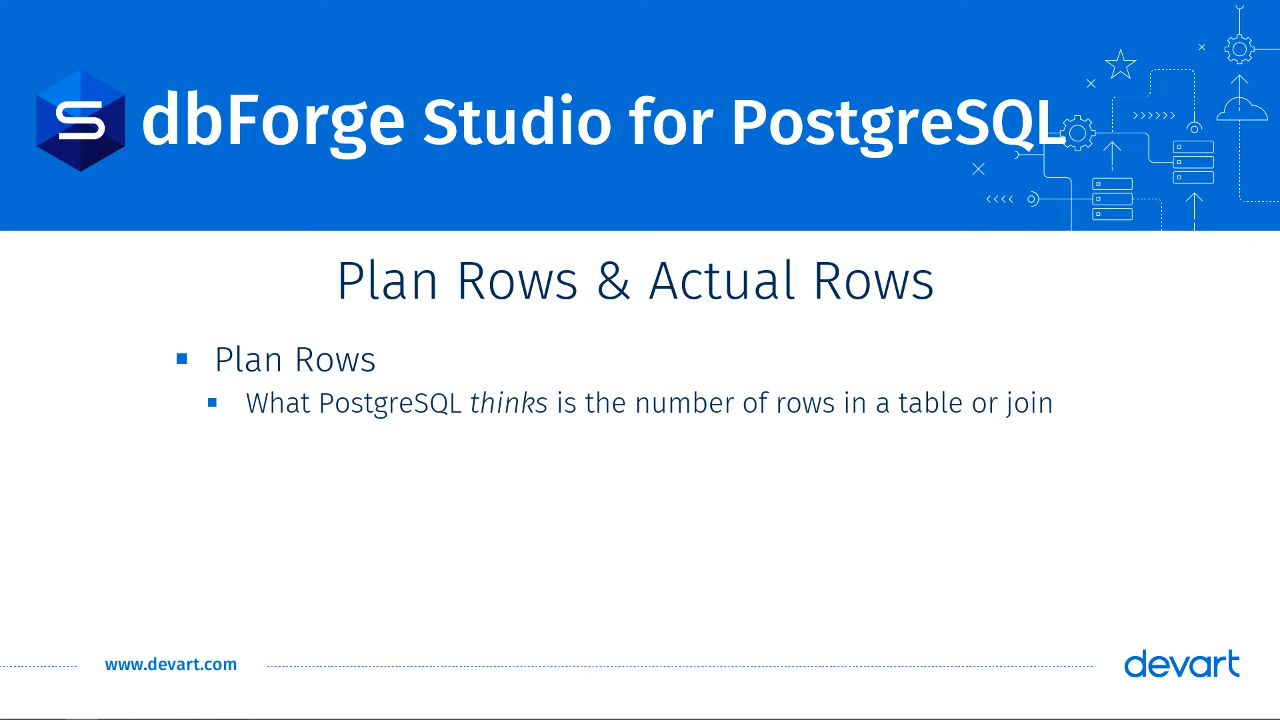 S dbForge Studio for PostgreSQL
Plan Rows & Actual Rows
Plan Rows
What PostgreSQL thinks is the number of rows in a table or join
www.devart.com
devart